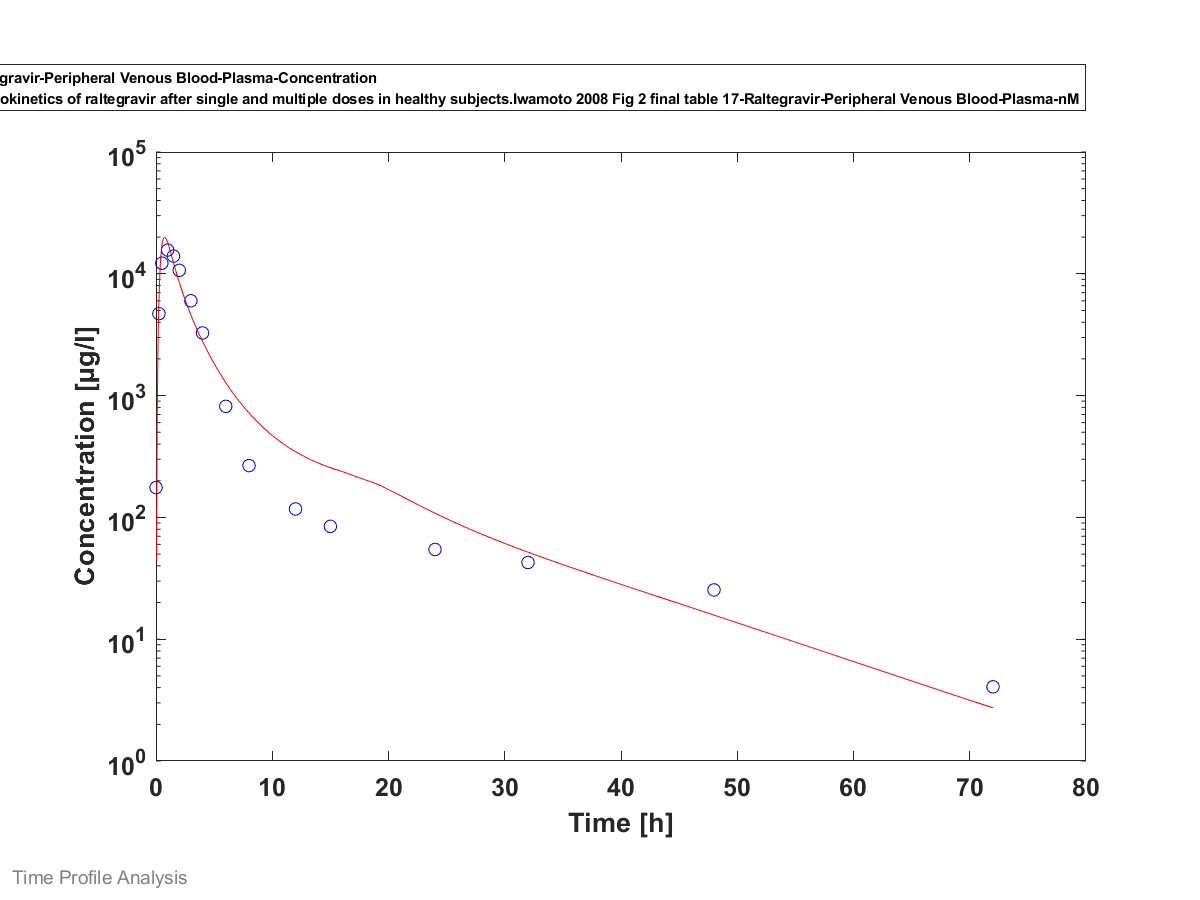 gravir-Peripheral Venous Blood-Plasma-Concentration
okinetics of raltegravir after single and multiple doses in healthy subjects.Iwamoto 2008 Fig 2 final table 17-Raltegravir-Peripheral Venous Blood-Plasma-nM
10^5
10^4
10^3
10^2
10^1
10^0
Concentration [µg/l]
0 10 20 30 40 50 60 70 80
Time [h]
Time Profile Analysis